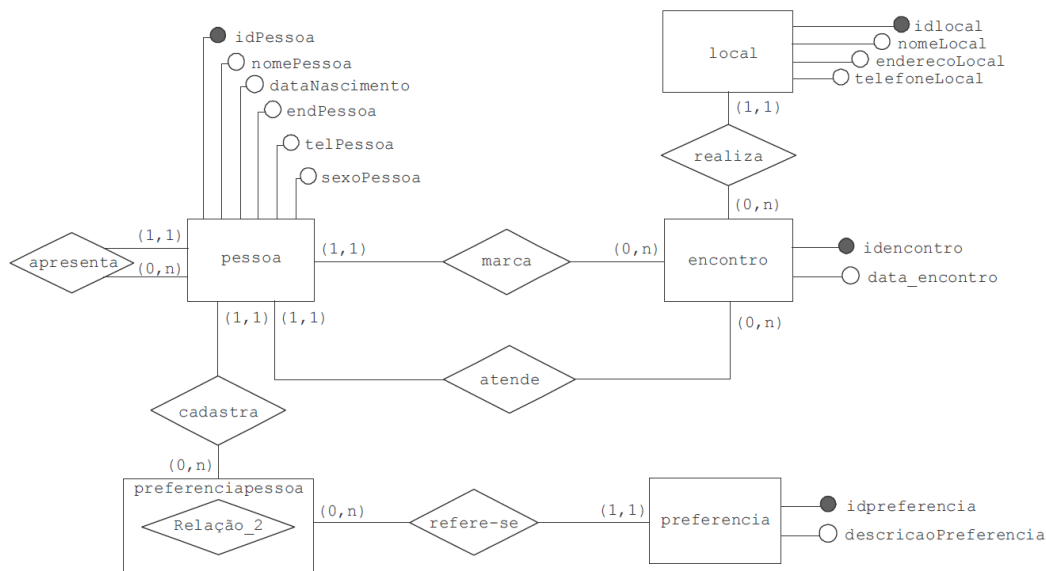 idPessoa
nomePessoa
dataNascimento
endPessoa
telPessoa
sexoPessoa
local
idlocal
nomeLocal
enderecoLocal
telefoneLocal
(1,1)
realiza
(0,n)
apresenta
(1,1)
(0,n)
pessoa
(1,1)
marca
(0,n)
encontro
idencontro
data_encontro
(1,1)
(1,1)
(0,n)
atende
cadastra
(0,n)
preferenciapessoa
Relação_2
(0,n)
refere-se
(1,1)
preferencia
idpreferencia
descricaoPreferencia